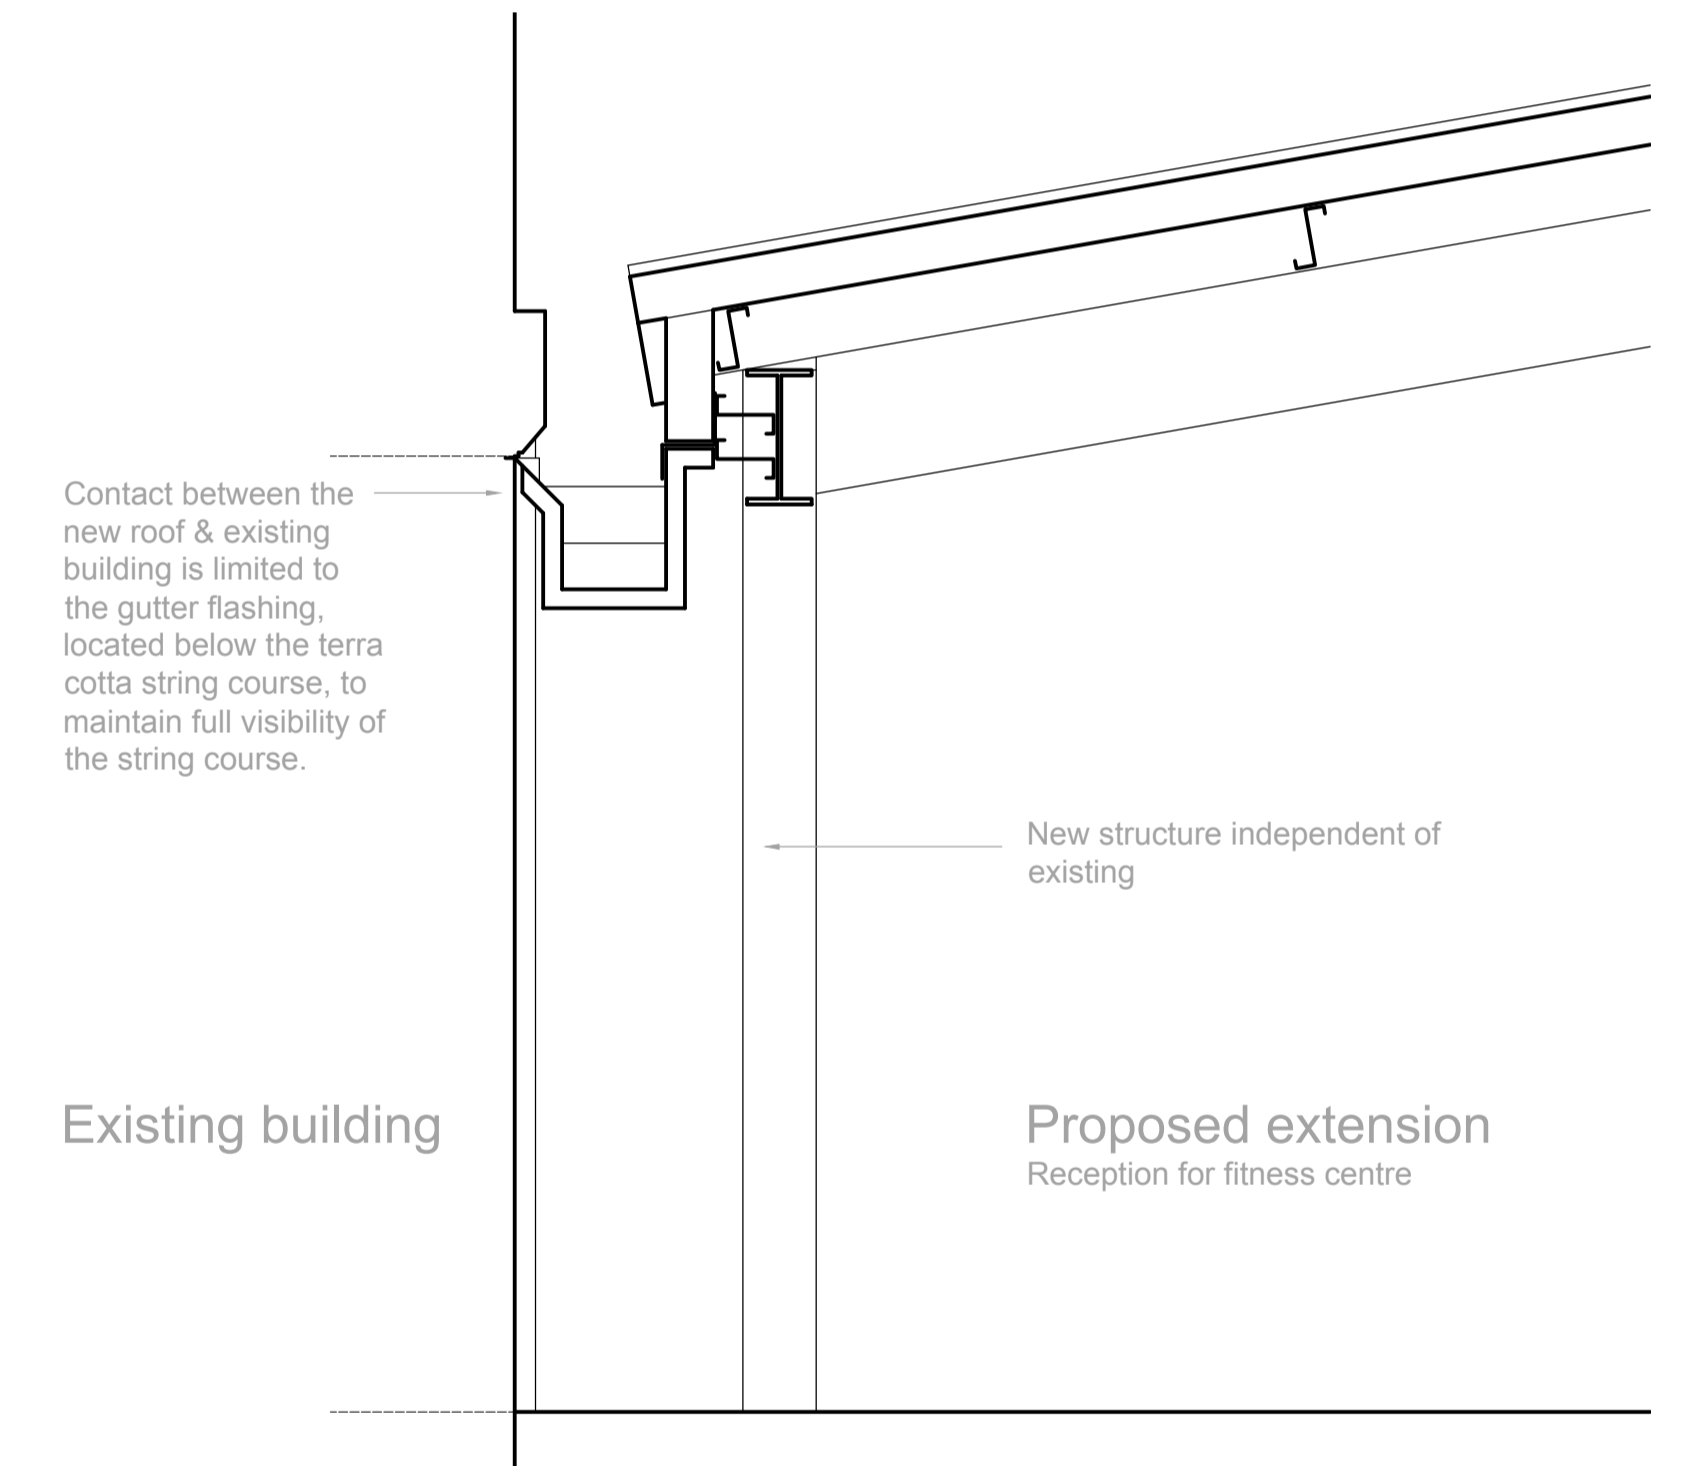 Contact between the
new roof & existing
building is limited to
the gutter flashing,
located below the terra
cotta string course, to
maintain full visibility of
the string course.
New structure independent of
existing
Existing building
Proposed extension
Reception for fitness centre